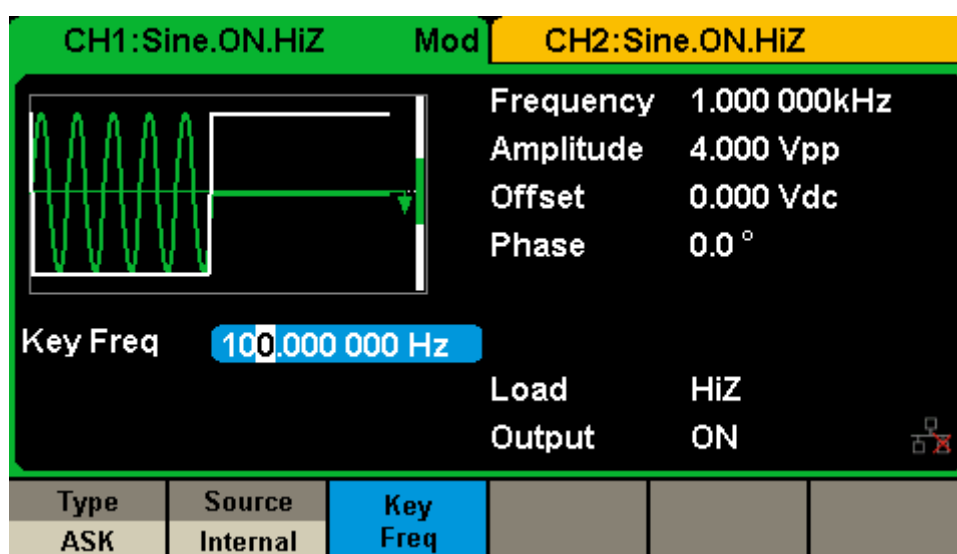 CH1:Sine.ON.HiZ Mod CH2:Sine.ON.HiZ
Frequency 1.000 000kHz
Amplitude 4.000 Vpp
Offset 0.000 Vdc
Phase 0.0 °
Key Freq 100.000 000 Hz
Load HiZ
Output ON
Type Source Key
ASK Internal Freq